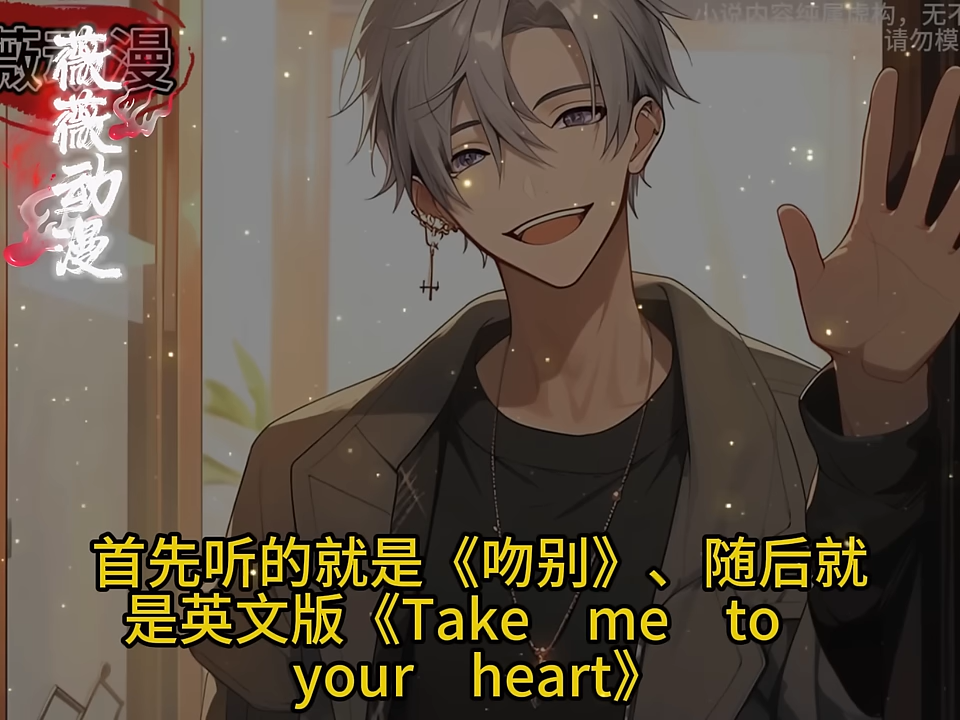 小说内容纯属虚构，无不
请勿模
薇薇动漫
薇 漫
首先听的就是《吻别》、随后就
是英文版《Take me to
your heart》